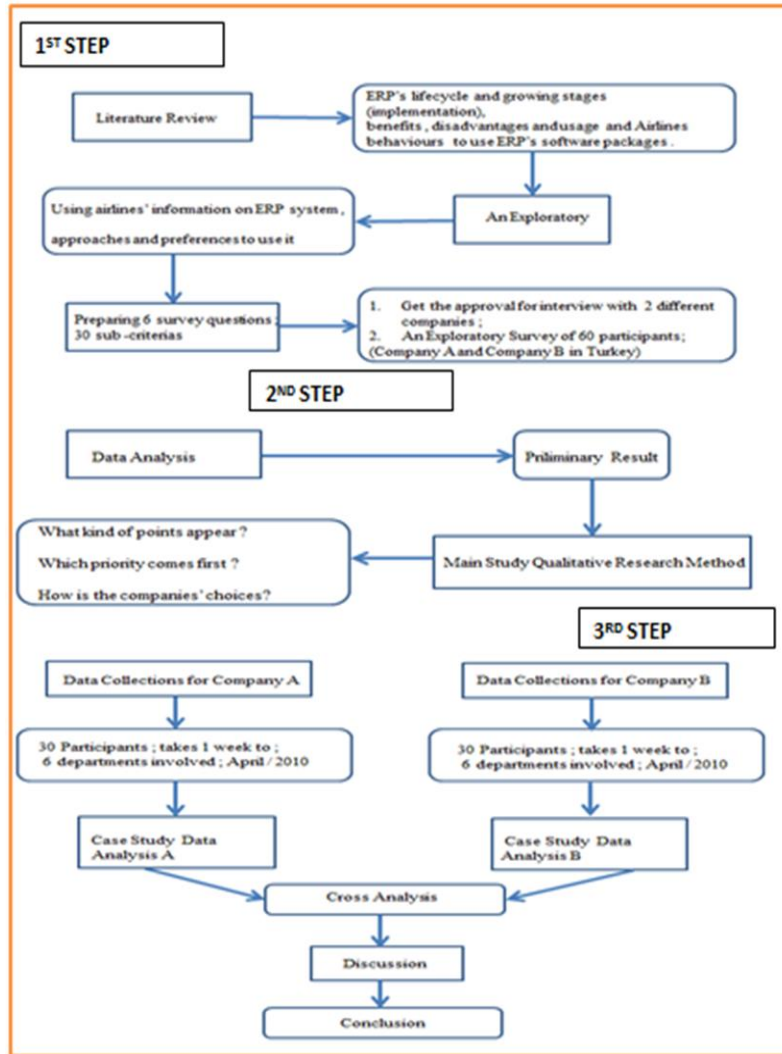 1ST STEP
Literature Review
ERP's lifecycle and growing stages
(implementation),
benefits , disadvantages andusage and Airlines
behaviours to use ERP's software packages .
An Exploratory
Using airlines' information on ERP system ,
approaches and preferences to use it
Preparing 6 survey questions ;
30 sub -criterias
1. Get the approval for interview with 2 different
companies ;
2. An Exploratory Survey of 60 participants;
(Company A and Company B in Turkey)
2ND STEP
Data Analysis
Priliminary Result
Main Study Qualitative Research Method
What kind of points appear ?
Which priority comes first ?
How is the companies' choices?
3RD STEP
Data Collections for Company A
30 Participants ; takes 1 week to ;
6 departments involved ; April / 2010
Case Study Data
Analysis A
Data Collections for Company B
30 Participants ; takes 1 week to ;
6 departments involved ; April / 2010
Case Study Data
Analysis B
Cross Analysis
Discussion
Conclusion